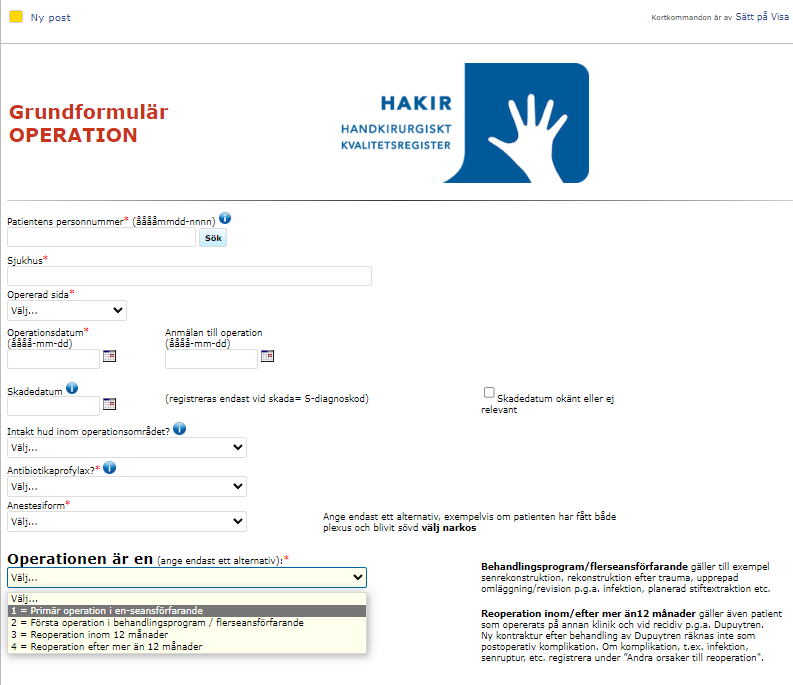 Ny post
Kortkommandon är av Sätt på Visa
Grundformulär
OPERATION
HAKIR
HANDKIRURGISKT
KVALITETSREGISTER
Patientens personnummer* (ååååmmdd-nnnn)
Sök
Sjukhus*
Opererad sida*
Välj...
Operationsdatum*
(åååå-mm-dd)
Anmälan till operation
(åååå-mm-dd)
Skadedatum
(registreras endast vid skada= S-diagnoskod)
Skadedatum okänt eller ej
relevant
Intakt hud inom operationsområdet?
Välj...
Antibiotikaprofylax?*
Välj...
Anestesiform*
Välj...
Ange endast ett alternativ, exempelvis om patienten har fått både
plexus och blivit sövd välj narkos
Operationen är en (ange endast ett alternativ):*
Välj...
Välj...
1 = Primär operation i en-seansförfarande
2 = Första operation i behandlingsprogram / flerseansförfarande
3 = Reoperation inom 12 månader
4 = Reoperation efter mer än 12 månader
Behandlingsprogram/flerseansförfarande gäller till exempel
senrekonstruktion, rekonstruktion efter trauma, upprepad
omläggning/revision p.g.a. infektion, planerad stiftextraktion etc.
Reoperation inom/efter mer än12 månader gäller även patient
som opererats på annan klinik och vid recidiv p.g.a. Dupuytren.
Ny kontraktur efter behandling av Dupuytren räknas inte som
postoperativ komplikation. Om komplikation, t.ex. infektion,
senruptur, etc. registrera under "Andra orsaker till reoperation".